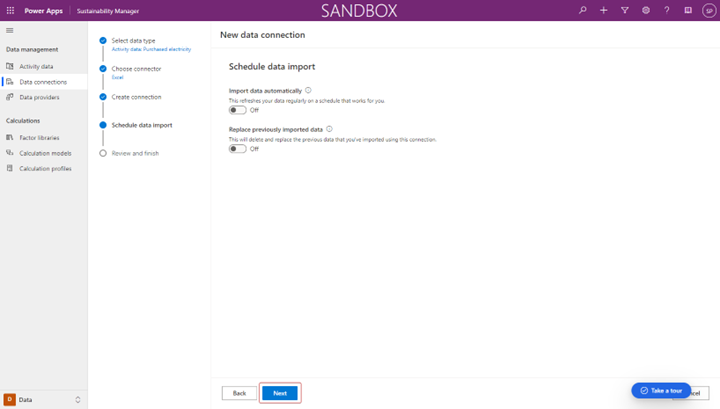 Power Apps
Sustainability Manager
SANDBOX
SP
Data management
Activity data
Data connections
Data providers
Calculations
Factor libraries
Calculation models
Calculation profiles
D
Data
Select data type
Activity data: Purchased electricity
Choose connector
Excel
Create connection
Schedule data import
Review and finish
New data connection
Schedule data import
Import data automatically
This refreshes your data regularly on a schedule that works for you.
Off
Replace previously imported data
This will delete and replace the previous data that you've imported using this connection.
Off
Back
Next
Take a tour